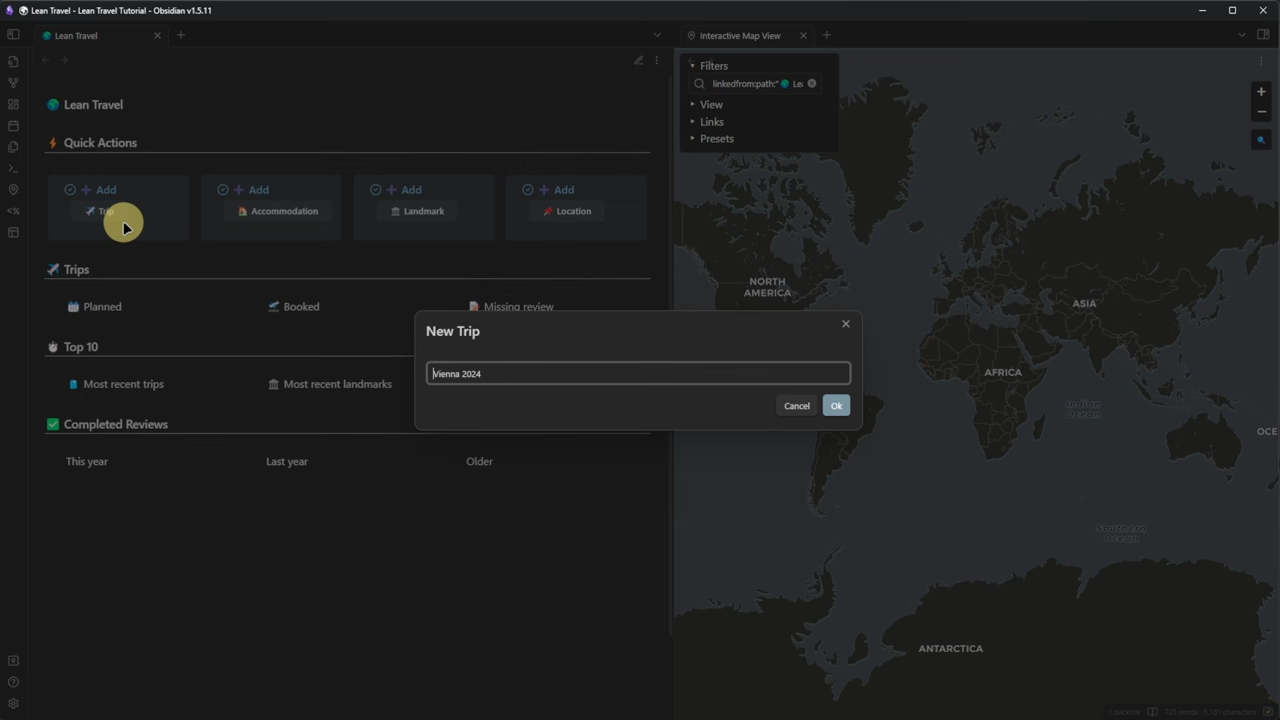 Lean Travel - Lean Travel Tutorial - Obsidian v1.5.11
Lean Travel
Interactive Map View
Lean Travel
Quick Actions
Add
Trip
Add
Accommodation
Add
Landmark
Add
Location
Trips
Planned
Booked
Missing review
Top 10
Most recent trips
Most recent landmarks
Completed Reviews
This year
Last year
Older
New Trip
Vienna 2024
Cancel
Ok
Filters
linkedfrom:path:"
View
Links
Presets
NORTH
AMERICA
ASIA
AFRICA
Indian
Ocean
OCE
Southern
Ocean
ANTARCTICA
1 backlink